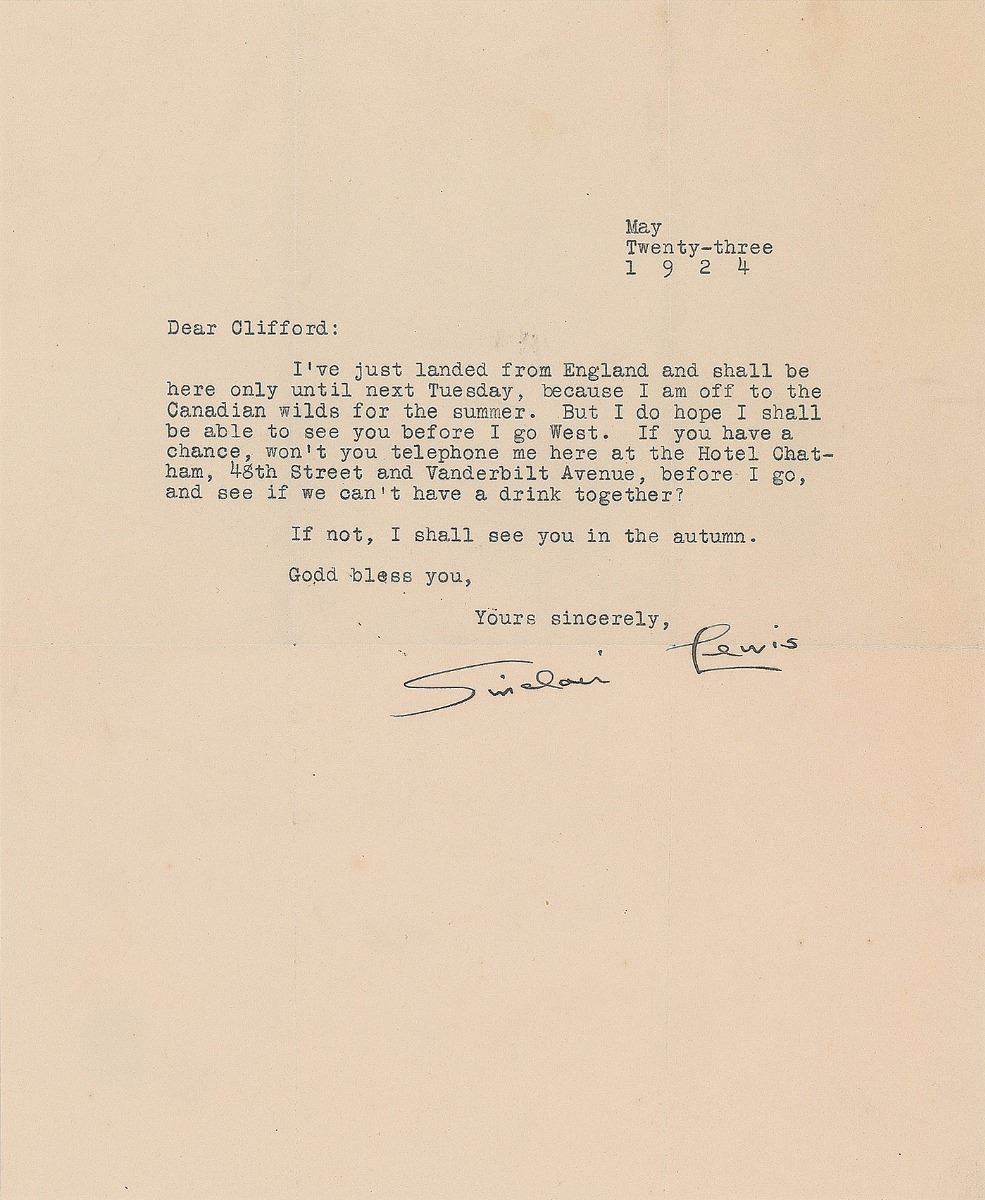 May
Twenty-three
1 9 2 4
Dear Clifford:
I've just landed from England and shall be
here only until next Tuesday, because I am off to the
Canadian wilds for the summer. But I do hope I shall
be able to see you before I go West. If you have a
chance, won't you telephone me here at the Hotel Chat-
ham, 48th Street and Vanderbilt Avenue, before I go,
and see if we can't have a drink together?
If not, I shall see you in the autumn.
Godd bless you,
Yours sincerely,
Sinclair Lewis